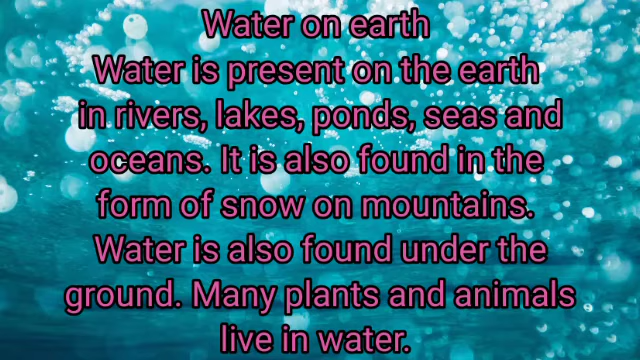 Water on earth
Water is present on the earth
in rivers, lakes, ponds, seas and
oceans. It is also found in the
form of snow on mountains.
Water is also found under the
ground. Many plants and animals
live in water.